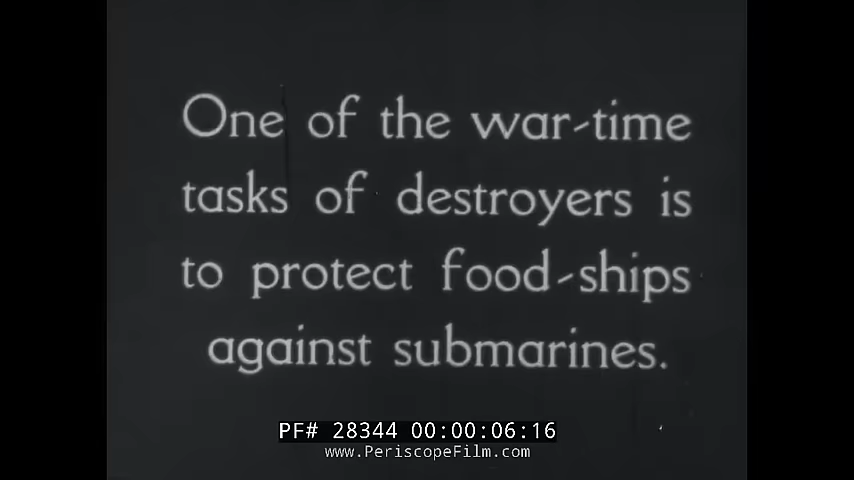 One of the war-time
tasks of destroyers is
to protect food-ships
against submarines.
PF# 28344 00:00:06:16
www.PeriscopeFilm.com